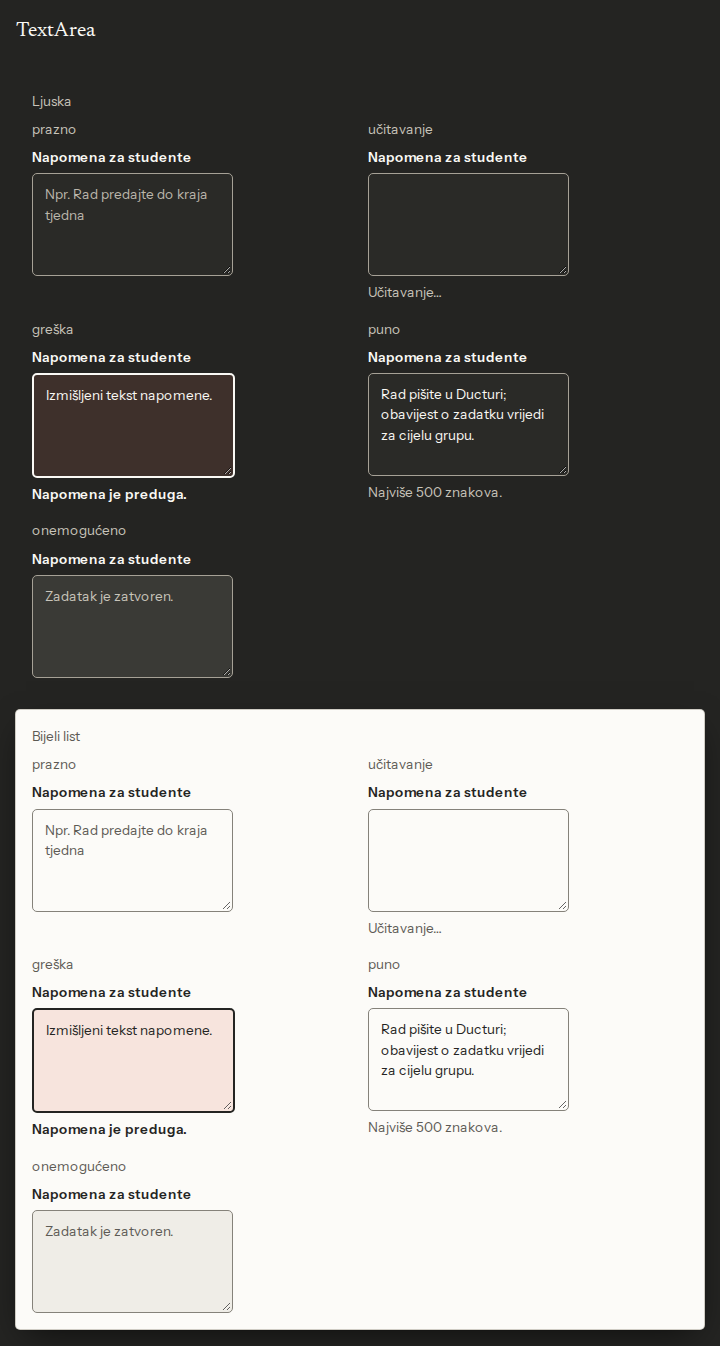 TextArea
Ljuska
prazno
Napomena za studente
Npr. Rad predajte do kraja
tjedna
učitavanje
Napomena za studente
Učitavanje…
greška
Napomena za studente
Izmišljeni tekst napomene.
Napomena je preduga.
puno
Napomena za studente
Rad pišite u Ducturi;
obavijest o zadatku vrijedi
za cijelu grupu.
Najviše 500 znakova.
onemogućeno
Napomena za studente
Zadatak je zatvoren.
Bijeli list
prazno
Napomena za studente
Npr. Rad predajte do kraja
tjedna
učitavanje
Napomena za studente
Učitavanje…
greška
Napomena za studente
Izmišljeni tekst napomene.
Napomena je preduga.
puno
Napomena za studente
Rad pišite u Ducturi;
obavijest o zadatku vrijedi
za cijelu grupu.
Najviše 500 znakova.
onemogućeno
Napomena za studente
Zadatak je zatvoren.